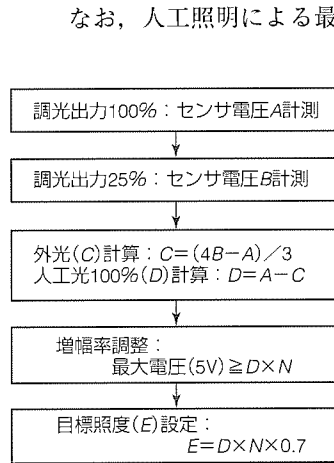 なお，人工照明による最
調光出力100%：センサ電圧A計測
調光出力25%：センサ電圧B計測
外光(C)計算：C=(4B−A)／3
人工光100%(D)計算：D=A−C
増幅率調整：
最大電圧(5V)≧D×N
目標照度(E)設定：
E=D×N×0.7